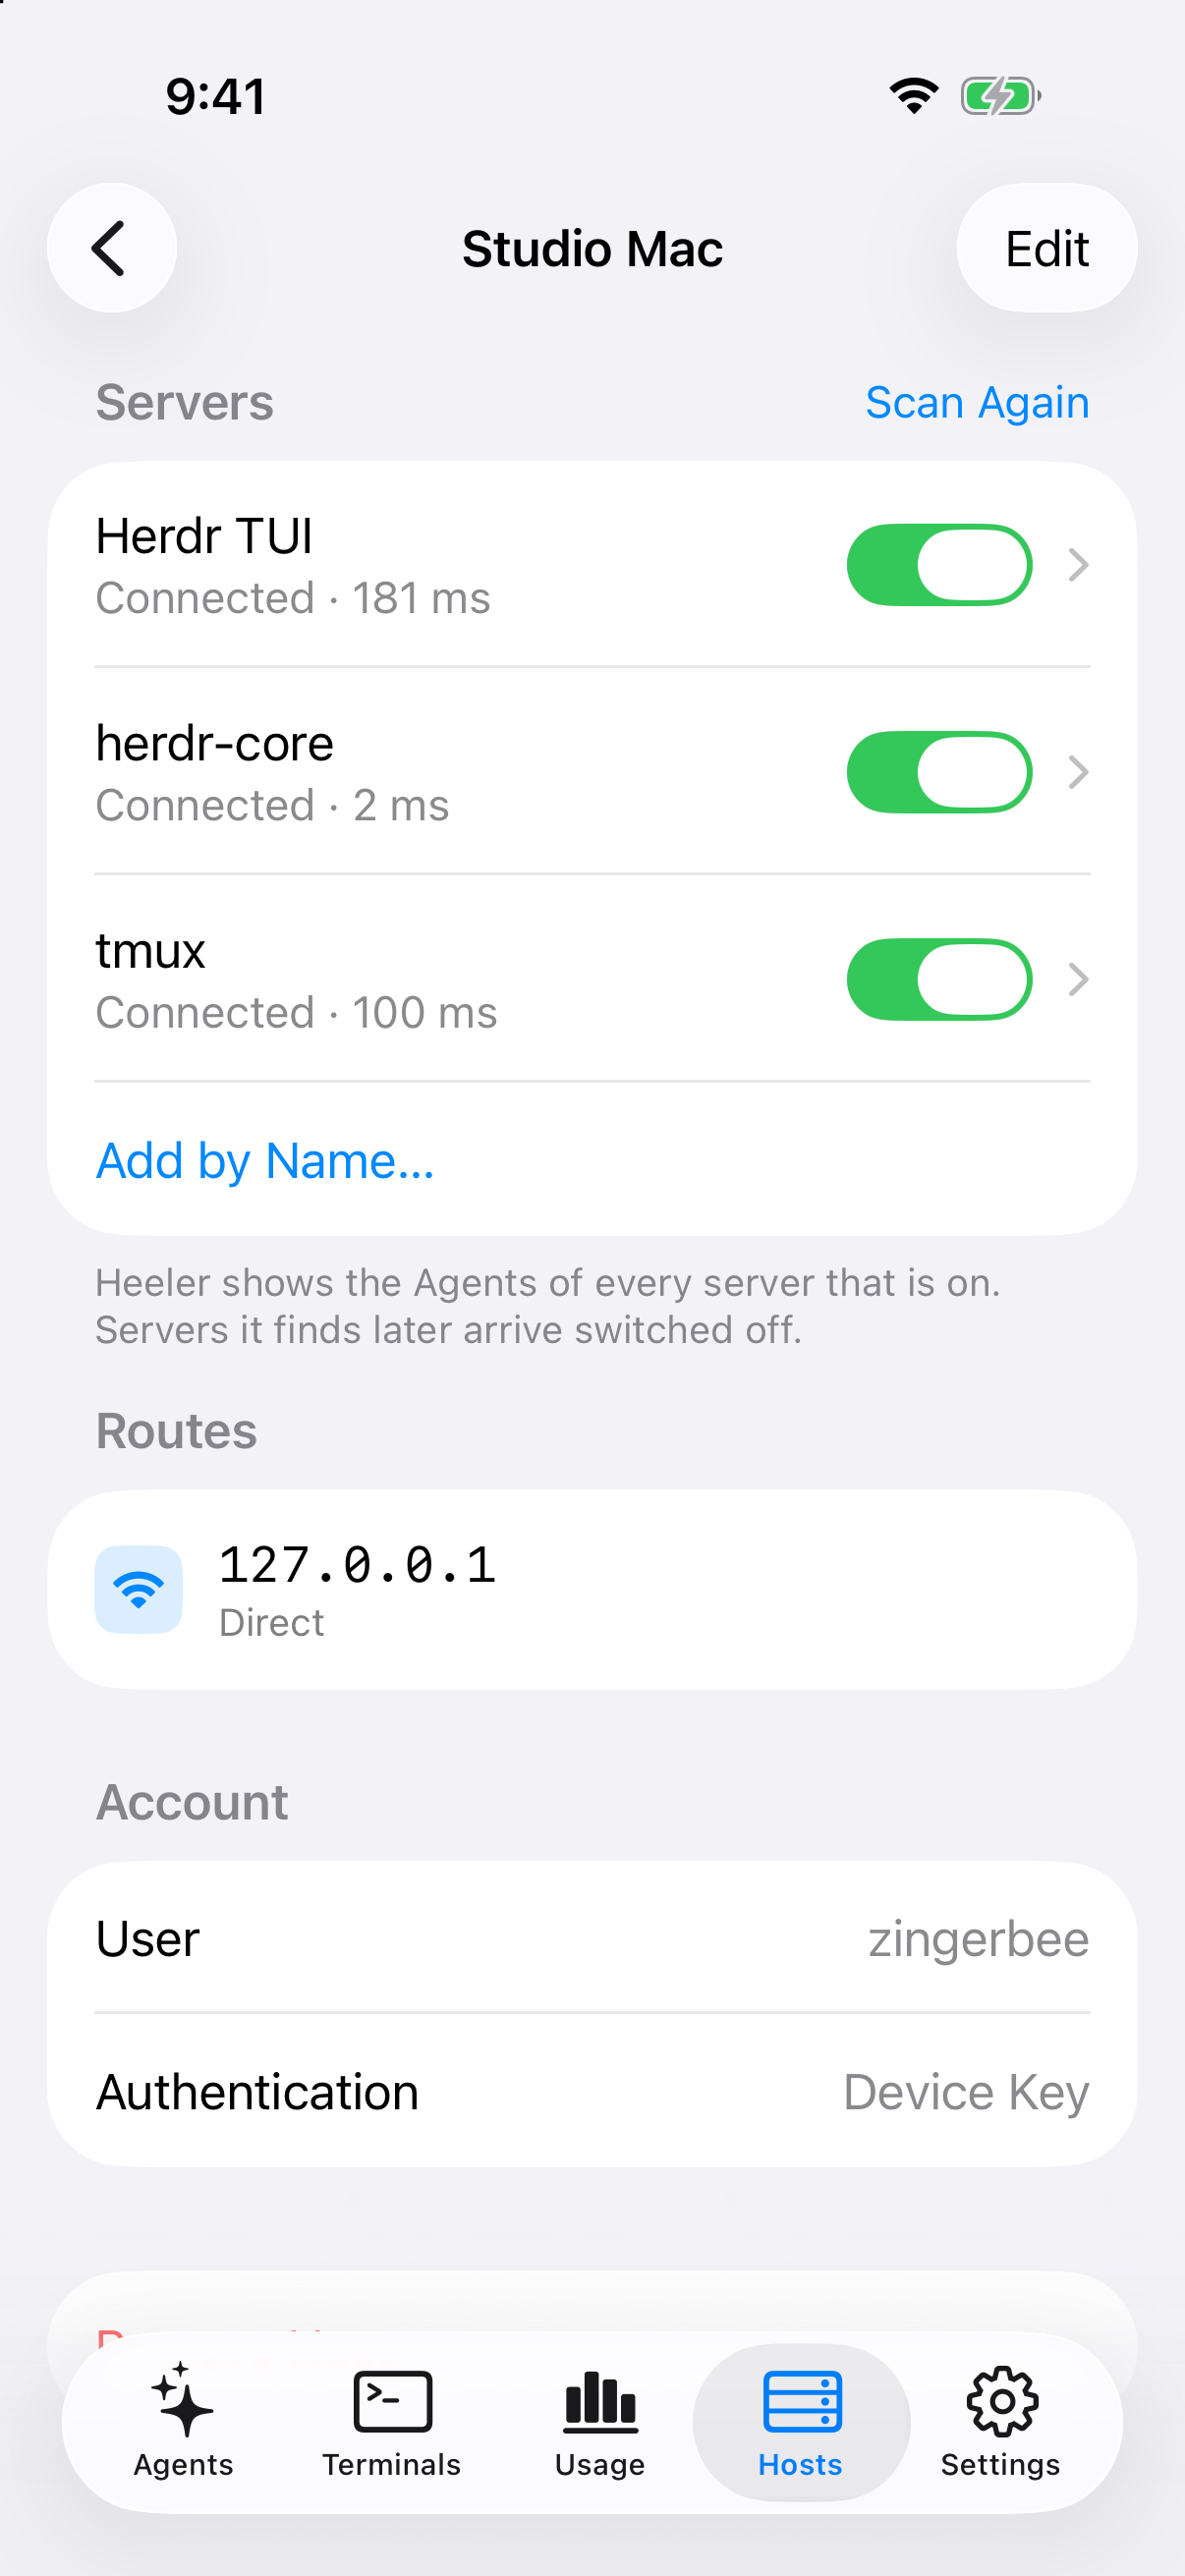 9:41
Studio Mac
Edit
Servers
Scan Again
Herdr TUI
Connected · 181 ms
herdr-core
Connected · 2 ms
tmux
Connected · 100 ms
Add by Name...
Heeler shows the Agents of every server that is on.
Servers it finds later arrive switched off.
Routes
127.0.0.1
Direct
Account
User
zingerbee
Authentication
Device Key
Agents
Terminals
Usage
Hosts
Settings